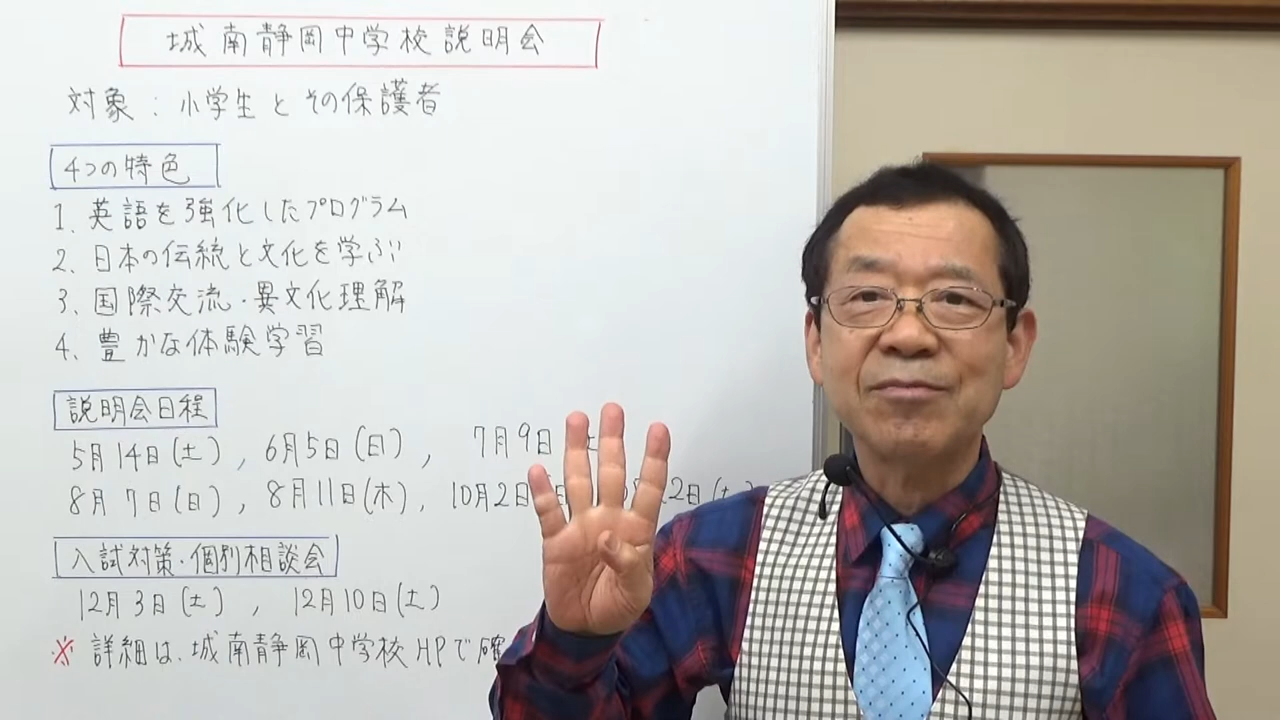 城南静岡中学校説明会
対象：小学生とその保護者
4つの特色
1. 英語を強化したプログラム
2. 日本の伝統と文化を学ぶ
3. 国際交流・異文化理解
4. 豊かな体験学習
説明会日程
5月14日(土), 6月5日(日), 7月9日
8月7日(日), 8月11日(木), 10月2日 2日(土)
入試対策・個別相談会
12月3日(土), 12月10日(土)
※ 詳細は、城南静岡中学校HPで確